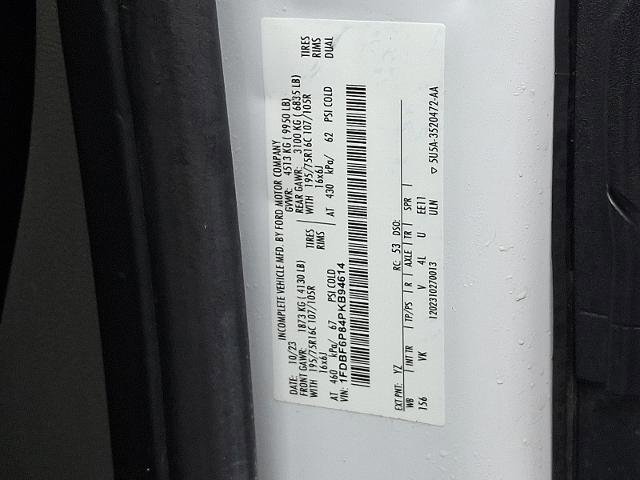 INCOMPLETE VEHICLE MFD. BY FORD MOTOR COMPANY
DATE: 10/23 GVWR: 4513 KG ( 9950 LB)
FRONT GAWR: 1873 KG ( 4130 LB) REAR GAWR: 3100 KG ( 6835 LB)
WITH 195/75R16C 107/105R TIRES WITH 195/75R16C 107/105R TIRES
16x6J RIMS 16x6J RIMS
AT 460 kPa/ 67 PSI COLD AT 430 kPa/ 62 PSI COLD DUAL
VIN: 1FDBF6P84PKB94614
EXT PNT: YZ RC: 53 DSO:
WB INT TR TP/PS R AXLE TR SPR
156 VK V 4L U EE11
1202310270013 ULN
▽ 5U5A-3520472-AA